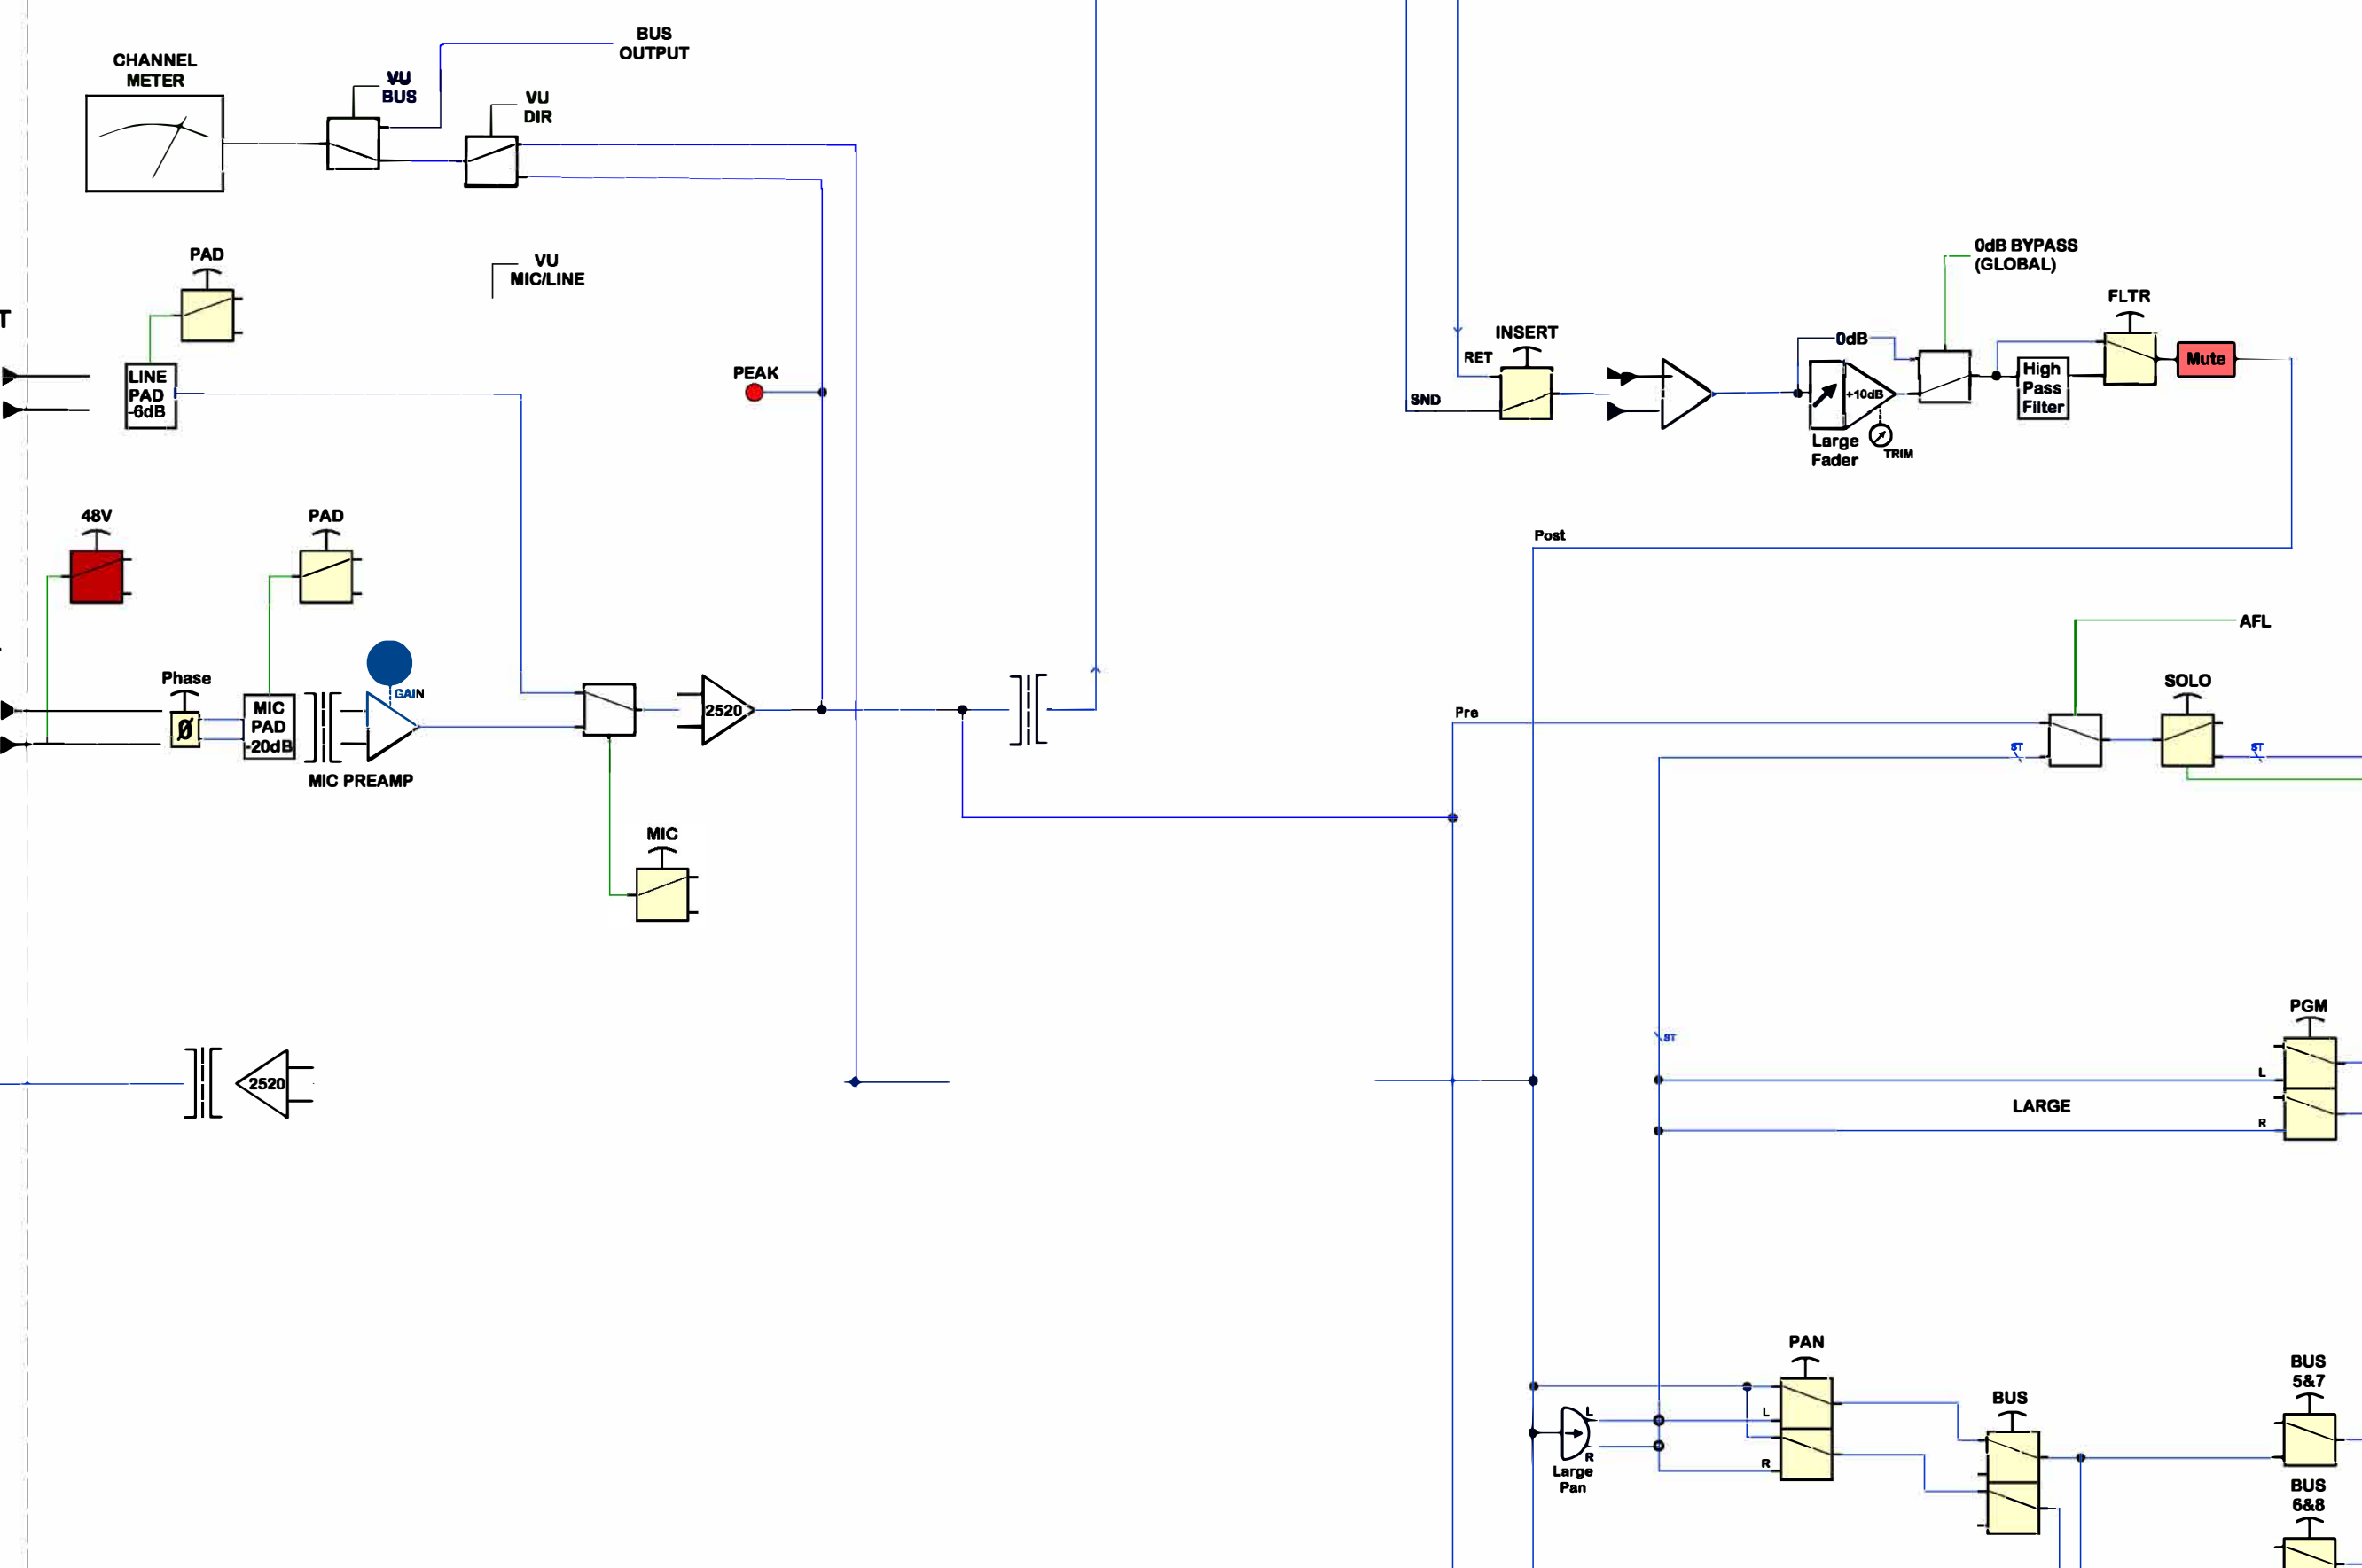 CHANNEL
METER
VU
BUS
BUS
OUTPUT
VU
DIR
PAD
VU
MIC/LINE
T
LINE
PAD
-6dB
PEAK
48V
PAD
Phase
Ø
MIC
PAD
-20dB
GAIN
MIC PREAMP
2520
MIC
2520
INSERT
RET
SND
0dB BYPASS
(GLOBAL)
0dB
+10dB
Large
Fader
TRIM
High
Pass
Filter
FLTR
Mute
Post
AFL
SOLO
Pre
ST
ST
ST
PGM
L
LARGE
R
PAN
L
L
R
R
Large
Pan
BUS
BUS
5&7
BUS
6&8